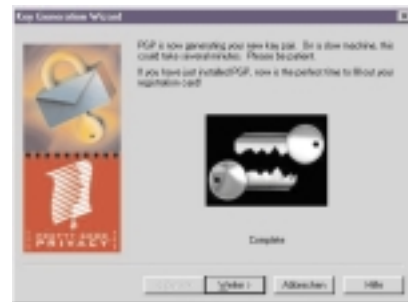 Key Generation Wizard
PGP is now generating your new key pair. On a slow machine, this
could take several minutes. Please be patient.
If you have just installed PGP, now is the perfect time to fill out your
registration card!
PRETTY GOOD
PRIVACY
Complete
Weiter >
Abbrechen
Hilfe